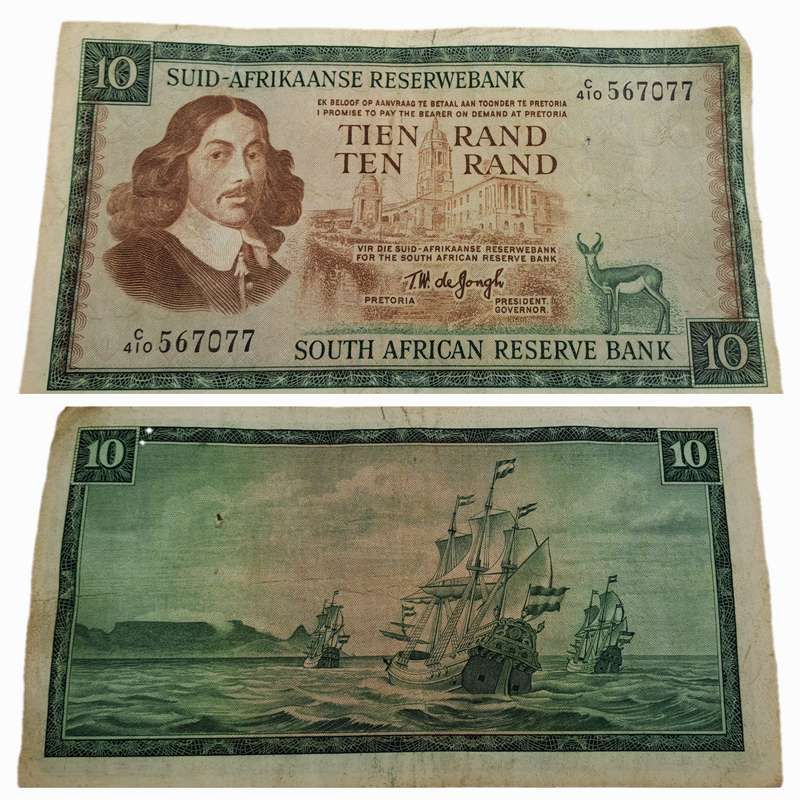 10
SUID-AFRIKAANSE RESERWEBANK
C/410 567077
EK BELOOF OP AANVRAAG TE BETAAL AAN TOONDER TE PRETORIA
I PROMISE TO PAY THE BEARER ON DEMAND AT PRETORIA
TIEN RAND
TEN RAND
VIR DIE SUID-AFRIKAANSE RESERWEBANK
FOR THE SOUTH AFRICAN RESERVE BANK
T.W. de Jongh
PRETORIA
PRESIDENT.
GOVERNOR.
C/410 567077
SOUTH AFRICAN RESERVE BANK
10
10
10